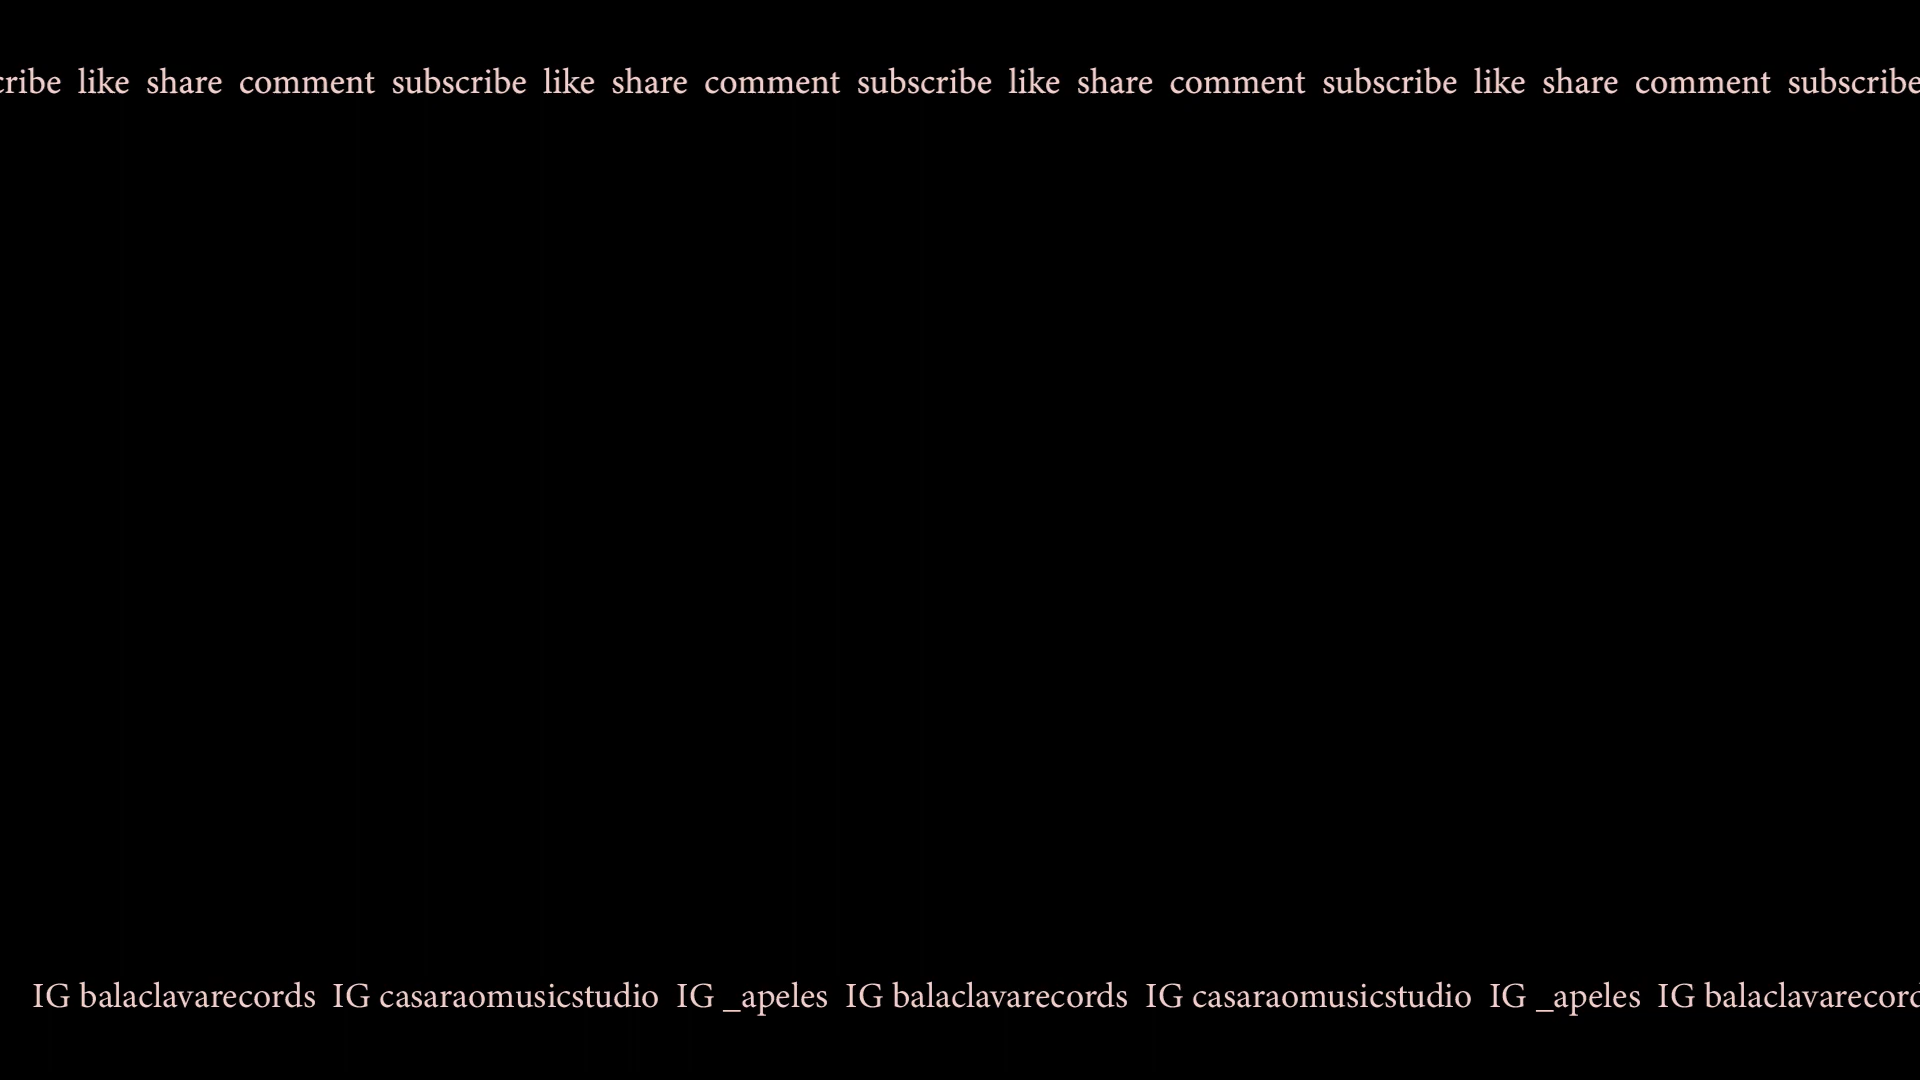 cribe like share comment subscribe like share comment subscribe like share comment subscribe like share comment subscribe
IG balaclavarecords IG casaraomusicstudio IG _apeles IG balaclavarecords IG casaraomusicstudio IG _apeles IG balaclavarecord